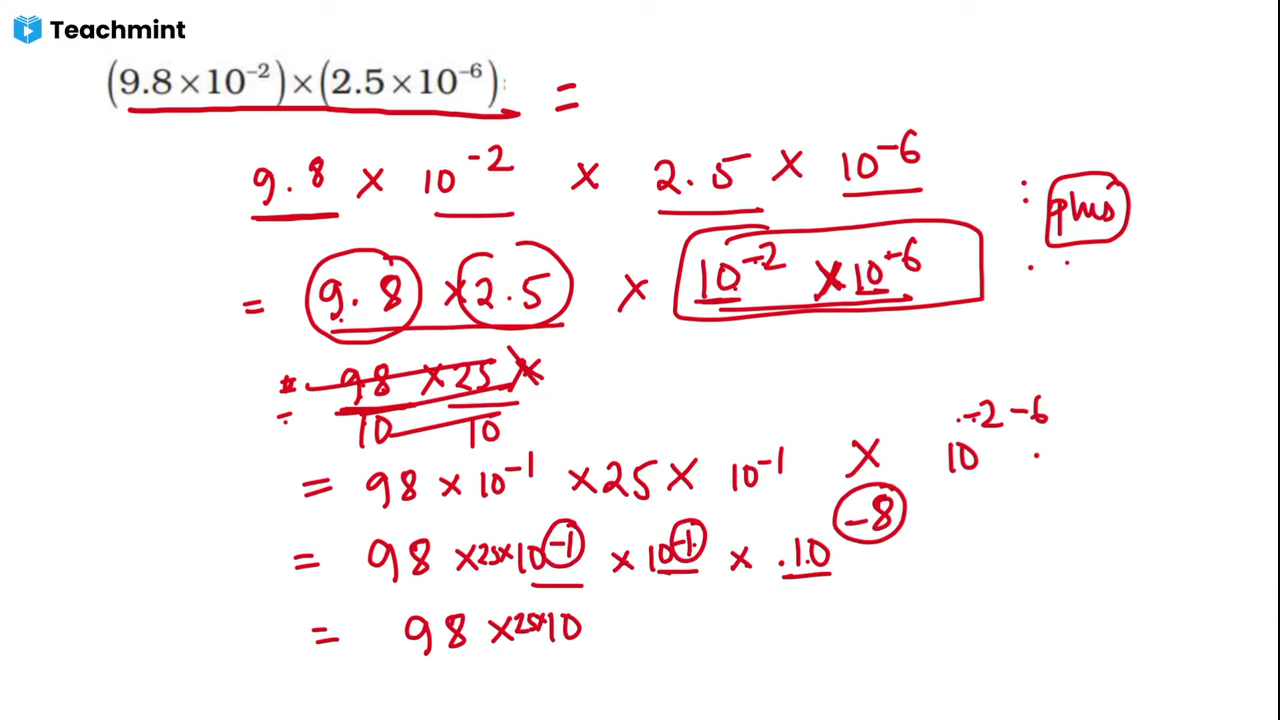 Teachmint
(9.8×10⁻²)×(2.5×10⁻⁶) =
9.8 × 10⁻² × 2.5 × 10⁻⁶
: plus
= 9.8 × 2.5 × 10⁻² × 10⁻⁶
98 × 25 ×
10 10
= 98 × 10⁻¹ × 25 × 10⁻¹ × 10⁻²⁻⁶
= 98 × 25 × 10⁻¹ × 10⁻¹ × 10⁻⁸
= 98 × 25 × 10